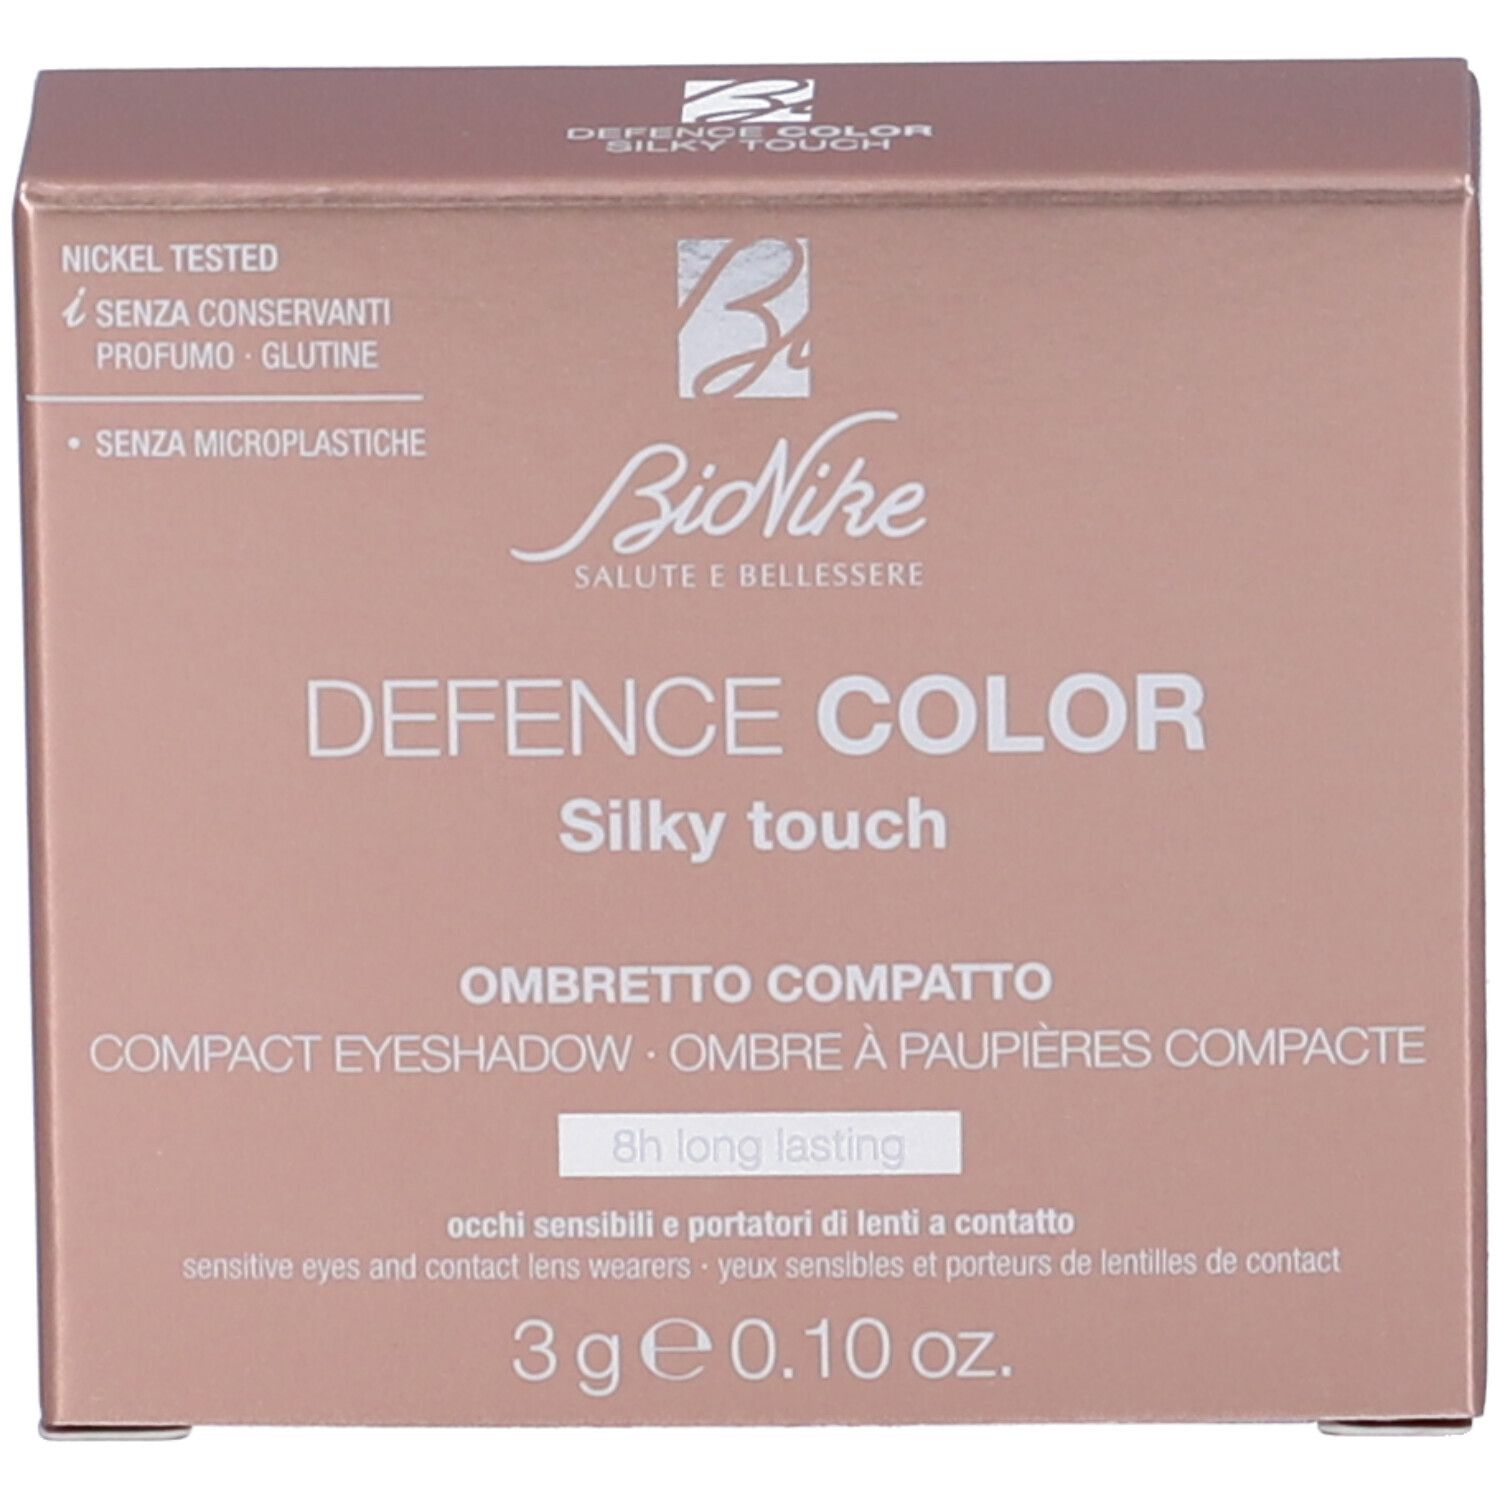 DEFENCE COLOR
SILKY TOUCH
NICKEL TESTED
i SENZA CONSERVANTI
PROFUMO · GLUTINE
• SENZA MICROPLASTICHE
BioNike
SALUTE E BELLESSERE
DEFENCE COLOR
Silky touch
OMBRETTO COMPATTO
COMPACT EYESHADOW · OMBRE À PAUPIÈRES COMPACTE
8h long lasting
occhi sensibili e portatori di lenti a contatto
sensitive eyes and contact lens wearers · yeux sensibles et porteurs de lentilles de contact
3 g ℮ 0.10 oz.